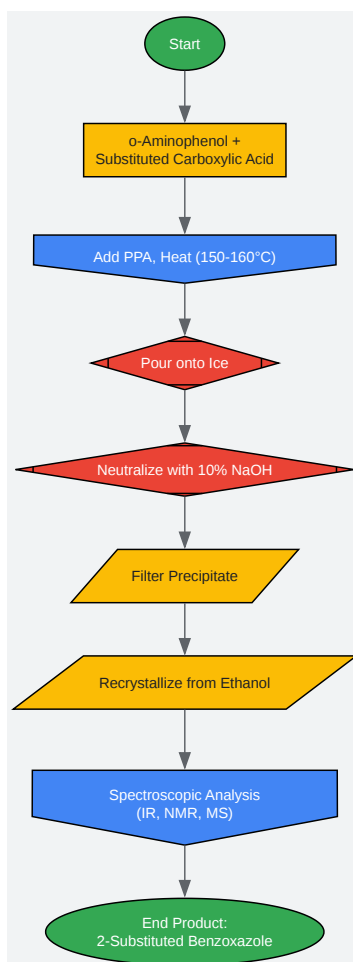 Start
o-Aminophenol +
Substituted Carboxylic Acid
Add PPA, Heat (150-160°C)
Pour onto Ice
Neutralize with 10% NaOH
Filter Precipitate
Recrystallize from Ethanol
Spectroscopic Analysis
(IR, NMR, MS)
End Product:
2-Substituted Benzoxazole